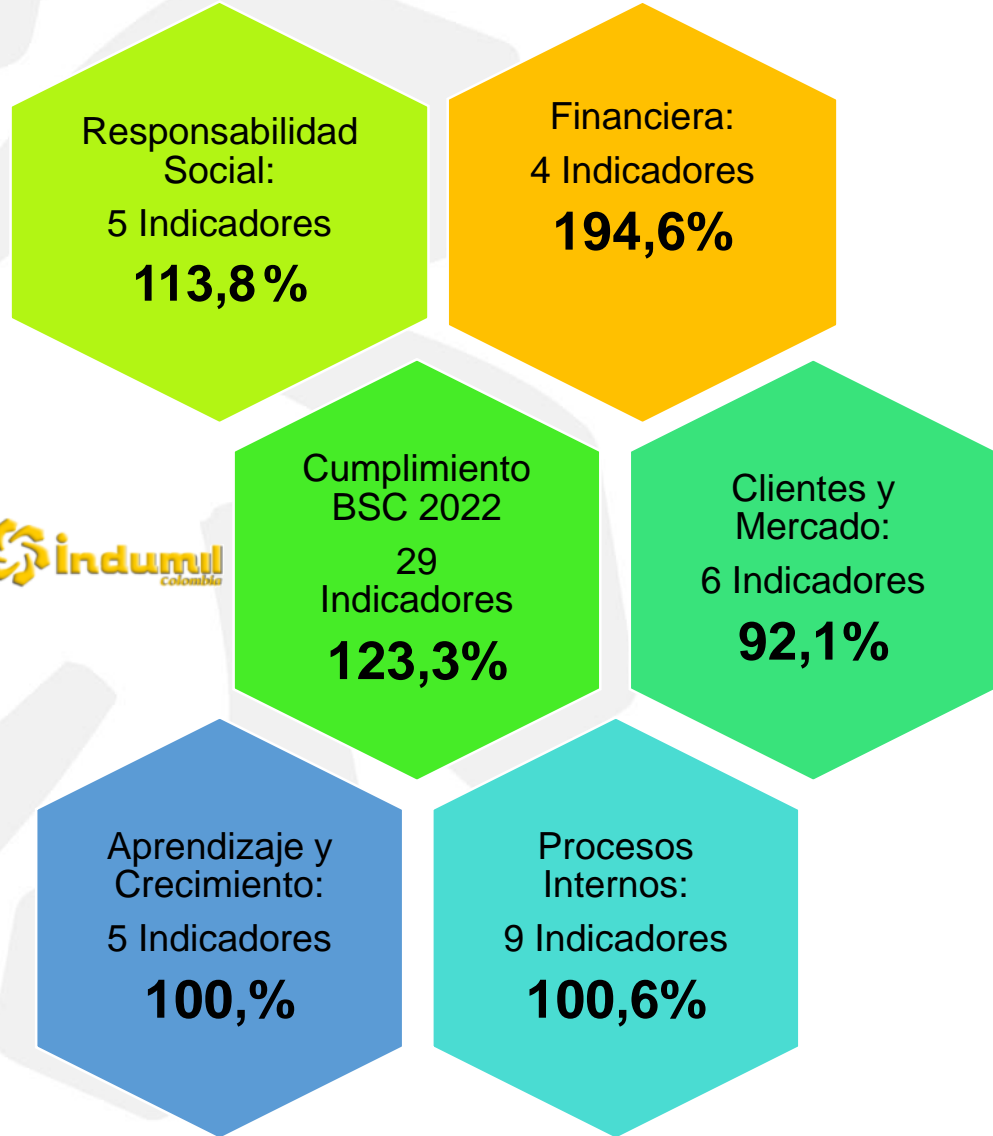 Responsabilidad
Social:
5 Indicadores
113,8 %
Financiera:
4 Indicadores
194,6%
Cumplimiento
BSC 2022
29
Indicadores
123,3%
Clientes y
Mercado:
6 Indicadores
92,1%
indumil
Colombia
Aprendizaje y
Crecimiento:
5 Indicadores
100,%
Procesos
Internos:
9 Indicadores
100,6%